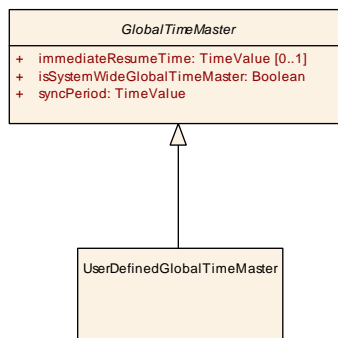 GlobalTimeMaster
+ immediateResumeTime: TimeValue [0..1]
+ isSystemWideGlobalTimeMaster: Boolean
+ syncPeriod: TimeValue
UserDefinedGlobalTimeMaster